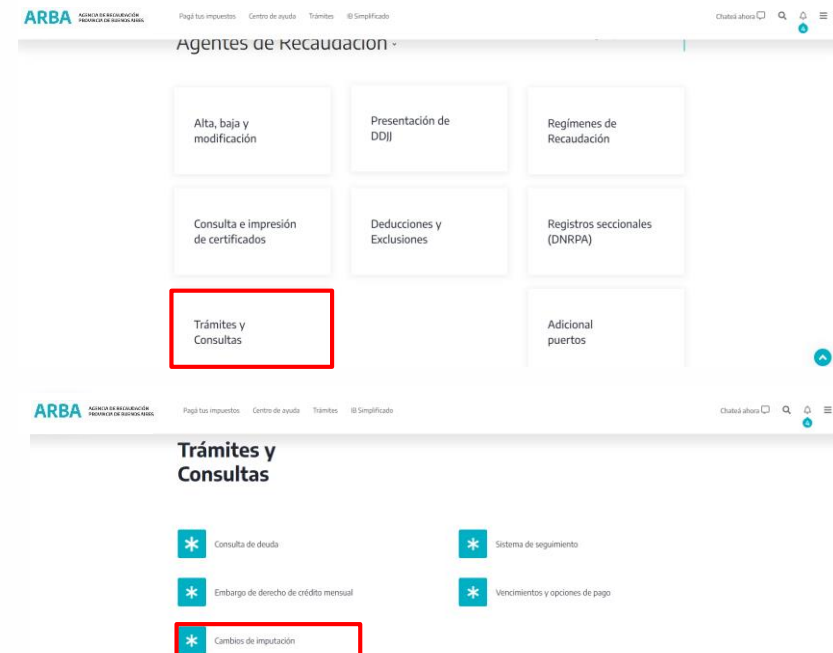 ARBA AGENCIA DE RECAUDACIÓN
PROVINCIA DE BUENOS AIRES
Pagá tus impuestos Centro de ayuda Trámites IB Simplificado
Chateá ahora
4
Agentes de Recaudación
Alta, baja y
modificación
Presentación de
DDJJ
Regímenes de
Recaudación
Consulta e impresión
de certificados
Deducciones y
Exclusiones
Registros seccionales
(DNRPA)
Trámites y
Consultas
Adicional
puertos
ARBA AGENCIA DE RECAUDACIÓN
PROVINCIA DE BUENOS AIRES
Pagá tus impuestos Centro de ayuda Trámites IB Simplificado
Chateá ahora
4
Trámites y
Consultas
Consulta de deuda
Sistema de seguimiento
Embargo de derecho de crédito mensual
Vencimientos y opciones de pago
Cambios de imputación